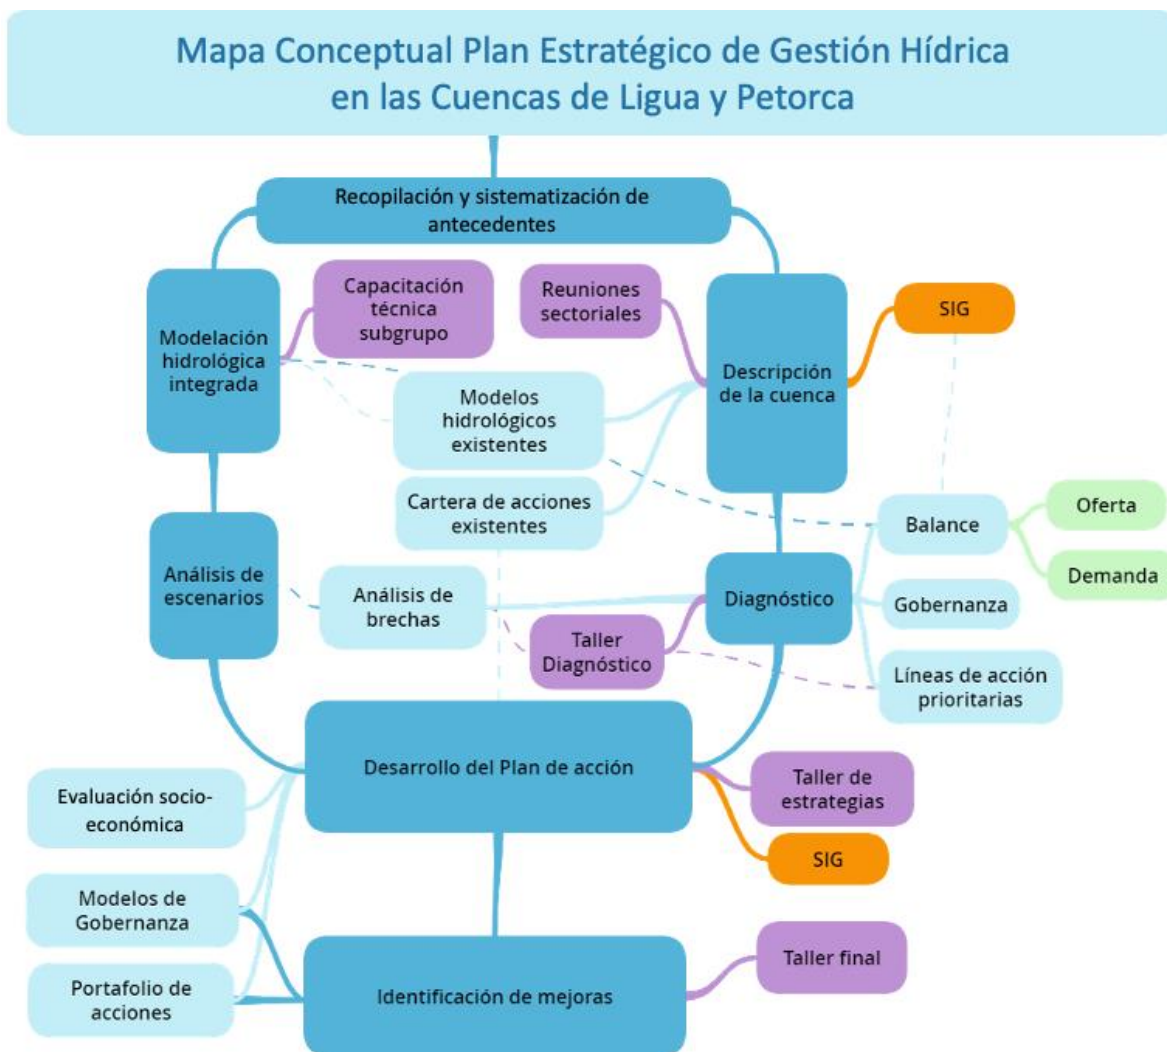 Mapa Conceptual Plan Estratégico de Gestión Hídrica
en las Cuencas de Ligua y Petorca
Recopilación y sistematización de
antecedentes
Modelación
hidrológica
integrada
Capacitación
técnica
subgrupo
Reuniones
sectoriales
Descripción
de la cuenca
SIG
Modelos
hidrológicos
existentes
Cartera de acciones
existentes
Balance
Oferta
Demanda
Análisis de
escenarios
Análisis de
brechas
Taller
Diagnóstico
Diagnóstico
Gobernanza
Líneas de acción
prioritarias
Desarrollo del Plan de acción
Taller de
estrategias
SIG
Evaluación socio-
económica
Modelos de
Gobernanza
Portafolio de
acciones
Identificación de mejoras
Taller final